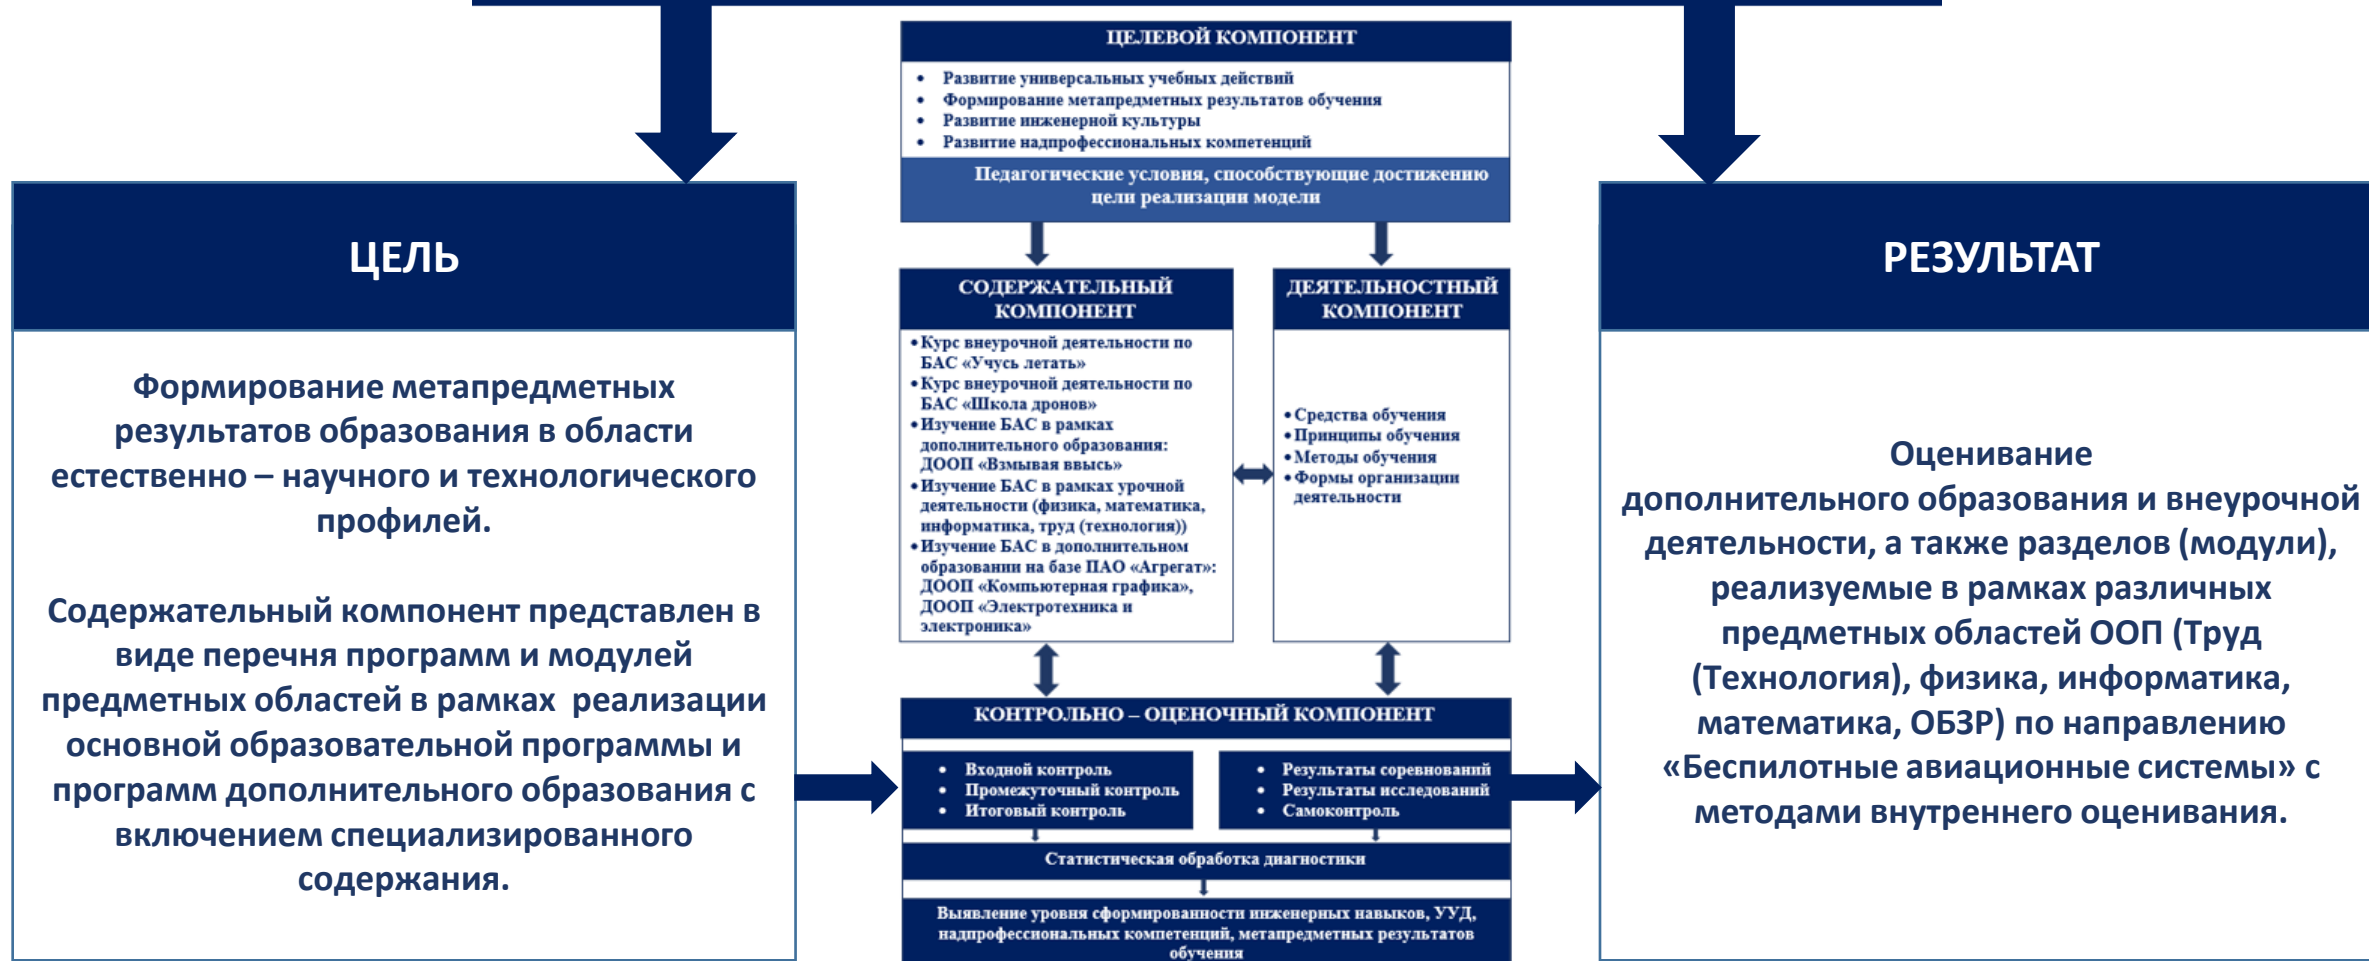 ЦЕЛЬ
Формирование метапредметных
результатов образования в области
естественно – научного и технологического
профилей.
Содержательный компонент представлен в
виде перечня программ и модулей
предметных областей в рамках реализации
основной образовательной программы и
программ дополнительного образования с
включением специализированного
содержания.
ЦЕЛЕВОЙ КОМПОНЕНТ
• Развитие универсальных учебных действий
• Формирование метапредметных результатов обучения
• Развитие инженерной культуры
• Развитие надпрофессиональных компетенций
Педагогические условия, способствующие достижению
цели реализации модели
СОДЕРЖАТЕЛЬНЫЙ
КОМПОНЕНТ
• Курс внеурочной деятельности по
БАС «Учусь летать»
• Курс внеурочной деятельности по
БАС «Школа дронов»
• Изучение БАС в рамках
дополнительного образования:
ДООП «Взмывая ввысь»
• Изучение БАС в рамках урочной
деятельности (физика, математика,
информатика, труд (технология))
• Изучение БАС в дополнительном
образовании на базе ПАО «Агрегат»:
ДООП «Компьютерная графика»,
ДООП «Электротехника и
электроника»
ДЕЯТЕЛЬНОСТНЫЙ
КОМПОНЕНТ
• Средства обучения
• Принципы обучения
• Методы обучения
• Формы организации
деятельности
КОНТРОЛЬНО – ОЦЕНОЧНЫЙ КОМПОНЕНТ
• Входной контроль
• Промежуточный контроль
• Итоговый контроль
• Результаты соревнований
• Результаты исследований
• Самоконтроль
Статистическая обработка диагностики
Выявление уровня сформированности инженерных навыков, УУД,
надпрофессиональных компетенций, метапредметных результатов
обучения
РЕЗУЛЬТАТ
Оценивание
дополнительного образования и внеурочной
деятельности, а также разделов (модули),
реализуемые в рамках различных
предметных областей ООП (Труд
(Технология), физика, информатика,
математика, ОБЗР) по направлению
«Беспилотные авиационные системы» с
методами внутреннего оценивания.